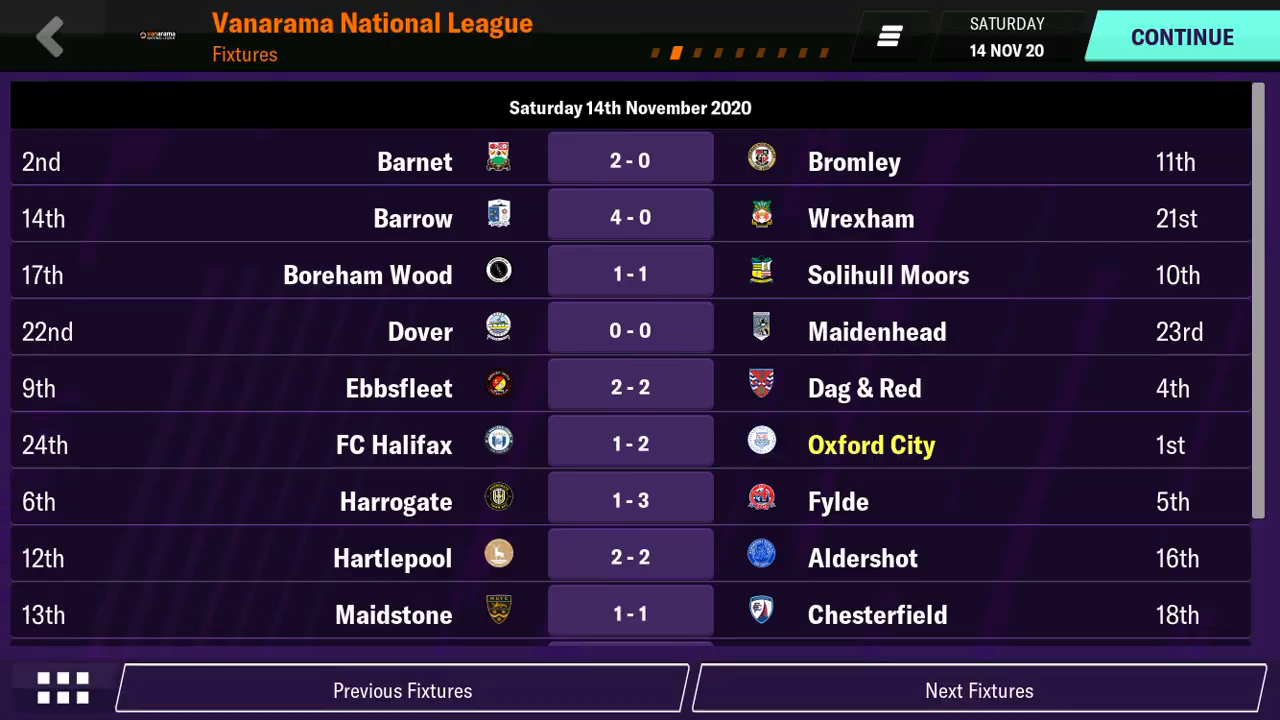 Vanarama National League
Fixtures
SATURDAY
14 NOV 20
CONTINUE
vanarama
NATIONAL LEAGUE
Saturday 14th November 2020
2nd Barnet 2 - 0 Bromley 11th
14th Barrow 4 - 0 Wrexham 21st
17th Boreham Wood 1 - 1 Solihull Moors 10th
22nd Dover 0 - 0 Maidenhead 23rd
9th Ebbsfleet 2 - 2 Dag & Red 4th
24th FC Halifax 1 - 2 Oxford City 1st
6th Harrogate 1 - 3 Fylde 5th
12th Hartlepool 2 - 2 Aldershot 16th
13th Maidstone 1 - 1 Chesterfield 18th
Previous Fixtures
Next Fixtures